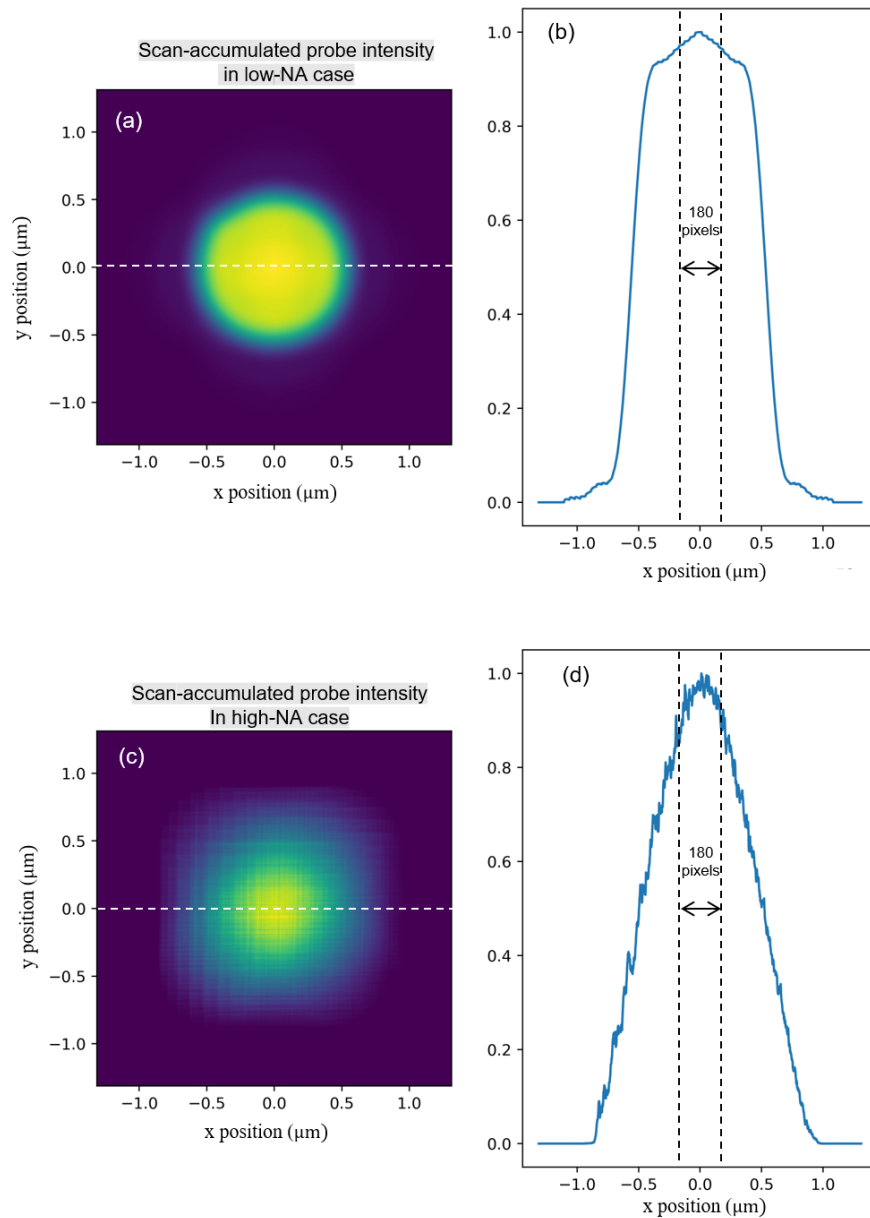 Scan-accumulated probe intensity
in low-NA case
(a)
1.0
0.5
0.0
−0.5
−1.0
y position (μm)
−1.0 −0.5 0.0 0.5 1.0
x position (μm)
(b)
1.0
0.8
0.6
0.4
0.2
0.0
180
pixels
−1.0 −0.5 0.0 0.5 1.0
x position (μm)
Scan-accumulated probe intensity
In high-NA case
(c)
1.0
0.5
0.0
−0.5
−1.0
y position (μm)
−1.0 −0.5 0.0 0.5 1.0
x position (μm)
(d)
1.0
0.8
0.6
0.4
0.2
0.0
180
pixels
−1.0 −0.5 0.0 0.5 1.0
x position (μm)